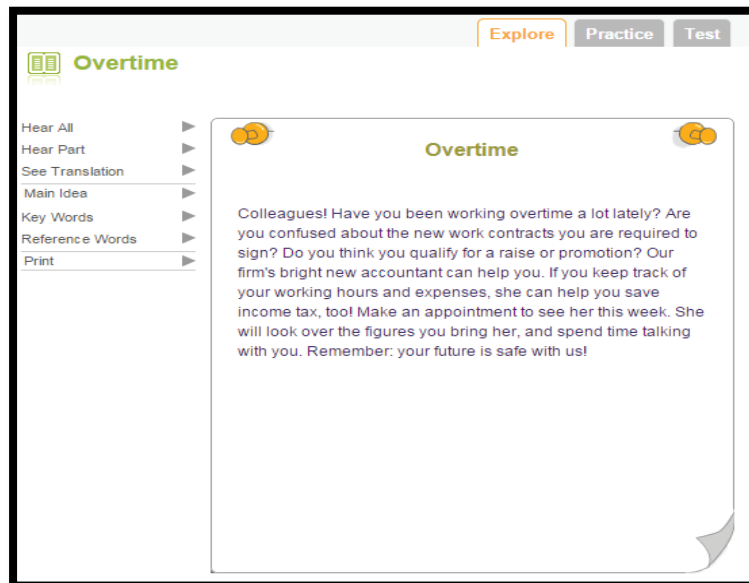 Explore Practice Test
Overtime
Hear All
Hear Part
See Translation
Main Idea
Key Words
Reference Words
Print
Overtime
Colleagues! Have you been working overtime a lot lately? Are
you confused about the new work contracts you are required to
sign? Do you think you qualify for a raise or promotion? Our
firm's bright new accountant can help you. If you keep track of
your working hours and expenses, she can help you save
income tax, too! Make an appointment to see her this week. She
will look over the figures you bring her, and spend time talking
with you. Remember: your future is safe with us!